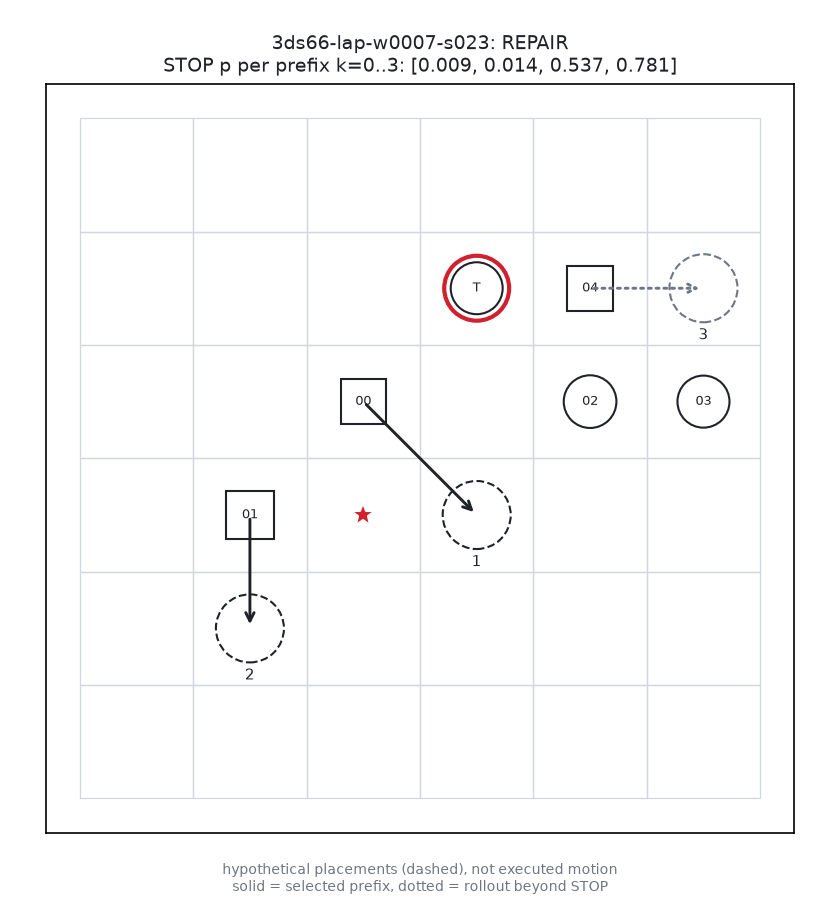 3ds66-lap-w0007-s023: REPAIR
STOP p per prefix k=0..3: [0.009, 0.014, 0.537, 0.781]
T
04
3
00
02
03
01
1
2
hypothetical placements (dashed), not executed motion
solid = selected prefix, dotted = rollout beyond STOP